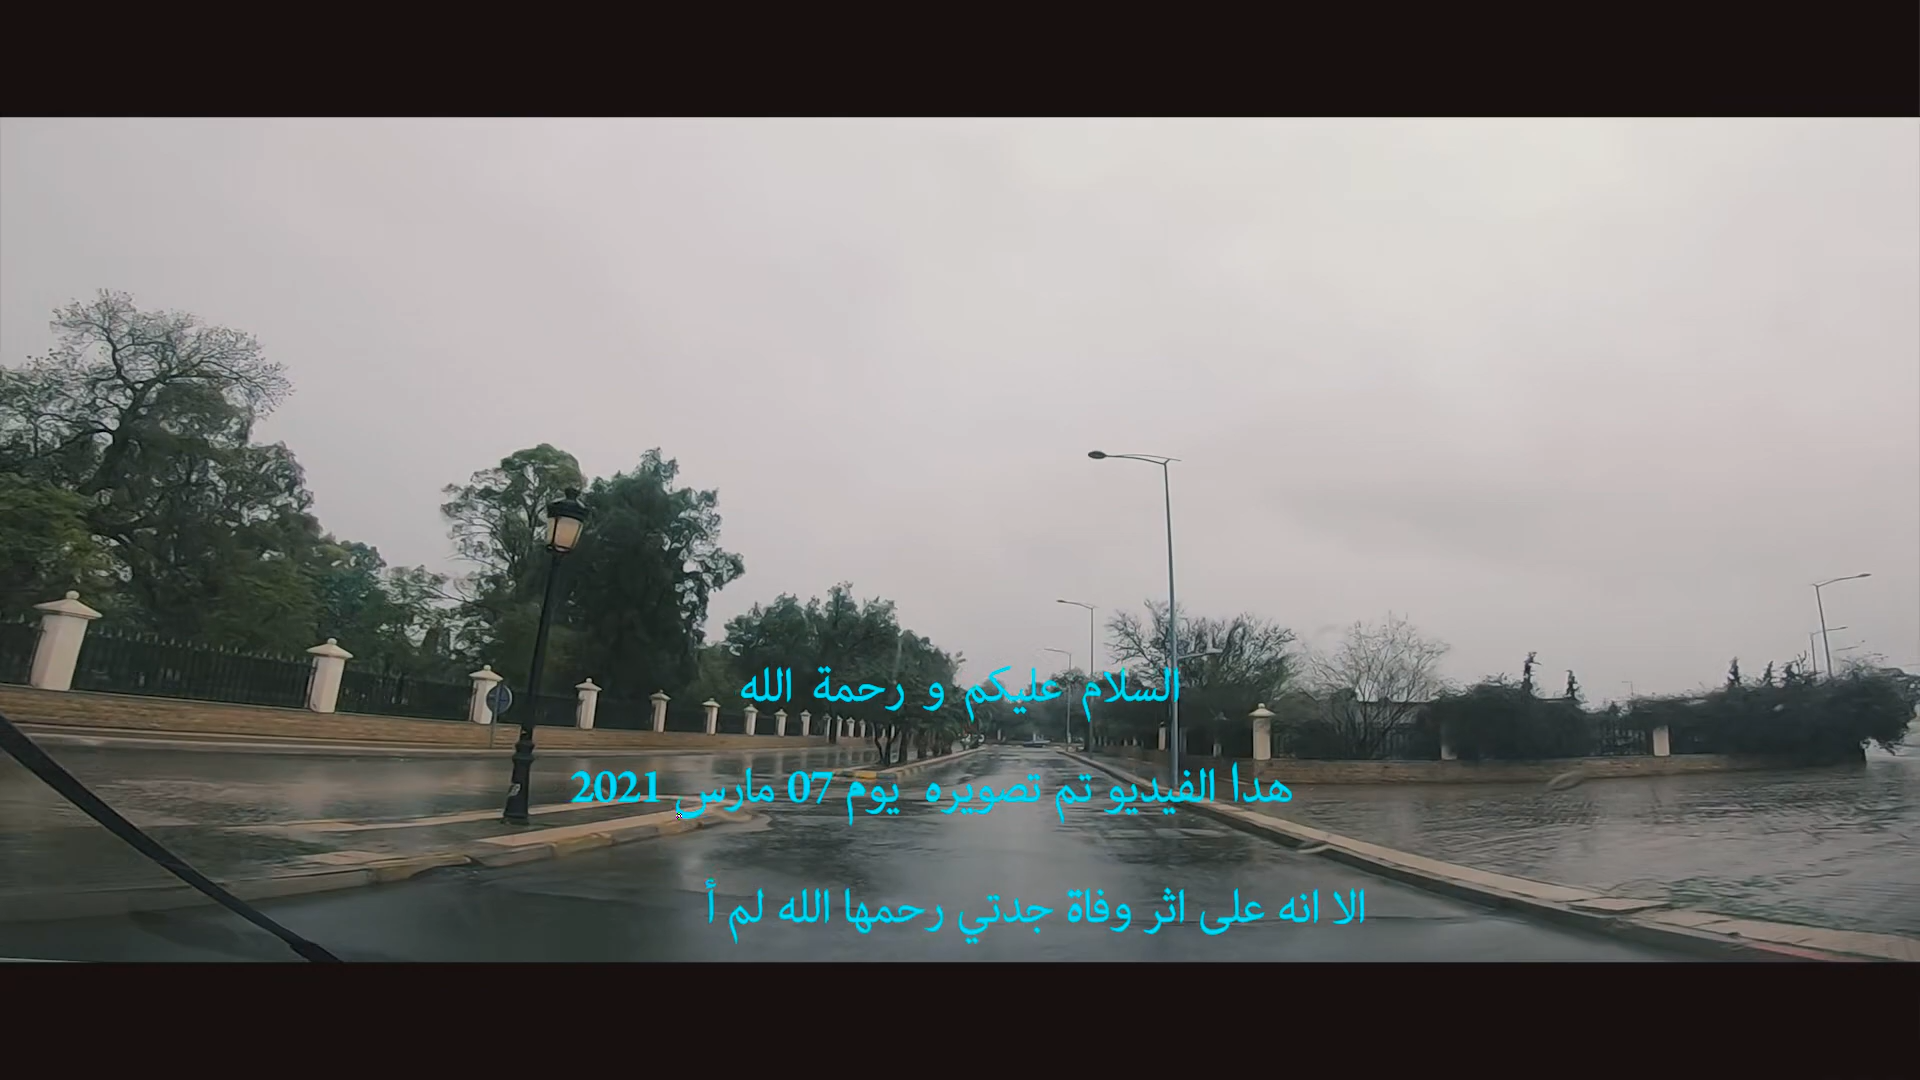 السلام عليكم و رحمة الله
هدا الفيديو تم تصويره يوم 07 مارس 2021
الا انه على اثر وفاة جدتي رحمها الله لم أ